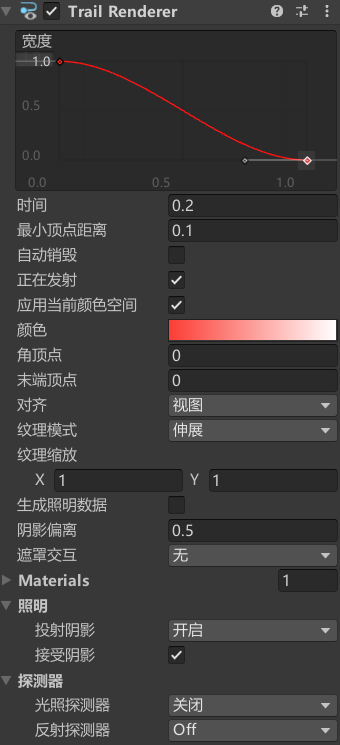 Trail Renderer
宽度
1.0
0.5
0.0
0.0 0.5 1.0
时间 0.2
最小顶点距离 0.1
自动销毁
正在发射
应用当前颜色空间
颜色
角顶点 0
末端顶点 0
对齐 视图
纹理模式 伸展
纹理缩放
X 1 Y 1
生成照明数据
阴影偏离 0.5
遮罩交互 无
Materials 1
照明
投射阴影 开启
接受阴影
探测器
光照探测器 关闭
反射探测器 Off